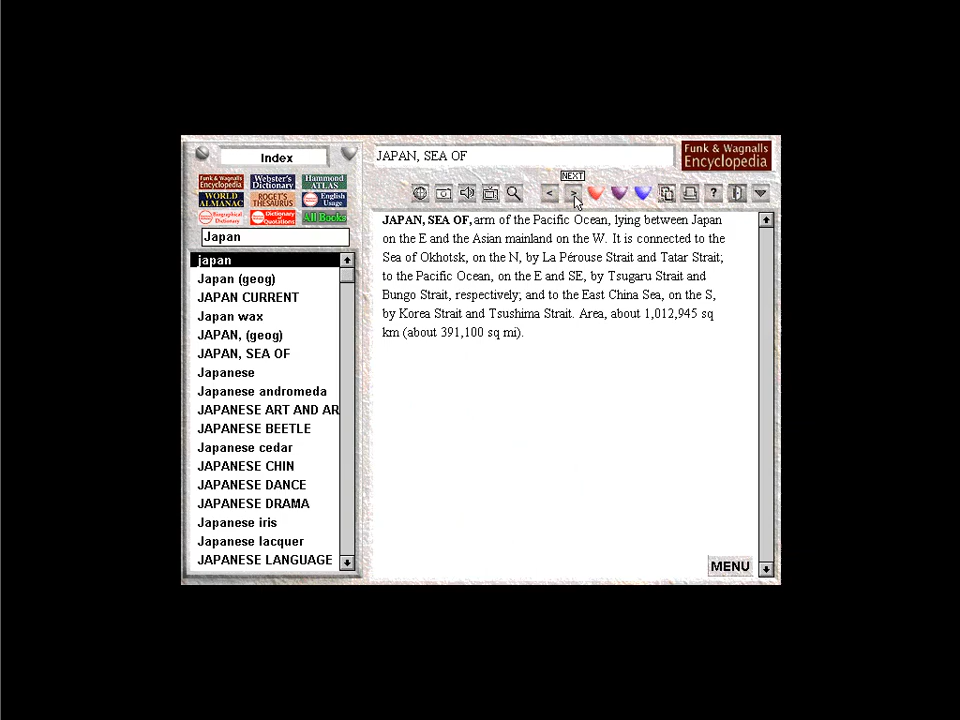 Index
JAPAN, SEA OF
Funk & Wagnalls
Encyclopedia
Funk & Wagnalls
Encyclopedia
Webster's
Dictionary
Hammond
ATLAS
WORLD
ALMANAC
ROGET'S
THESAURUS
English
Usage
Biographical
Dictionary
Dictionary
Quotations
All Books
NEXT
<
>
?
Japan
japan
Japan (geog)
JAPAN CURRENT
Japan wax
JAPAN, (geog)
JAPAN, SEA OF
Japanese
Japanese andromeda
JAPANESE ART AND AR
JAPANESE BEETLE
Japanese cedar
JAPANESE CHIN
JAPANESE DANCE
JAPANESE DRAMA
Japanese iris
Japanese lacquer
JAPANESE LANGUAGE
JAPAN, SEA OF, arm of the Pacific Ocean, lying between Japan
on the E and the Asian mainland on the W. It is connected to the
Sea of Okhotsk, on the N, by La Pérouse Strait and Tatar Strait;
to the Pacific Ocean, on the E and SE, by Tsugaru Strait and
Bungo Strait, respectively; and to the East China Sea, on the S,
by Korea Strait and Tsushima Strait. Area, about 1,012,945 sq
km (about 391,100 sq mi).
MENU